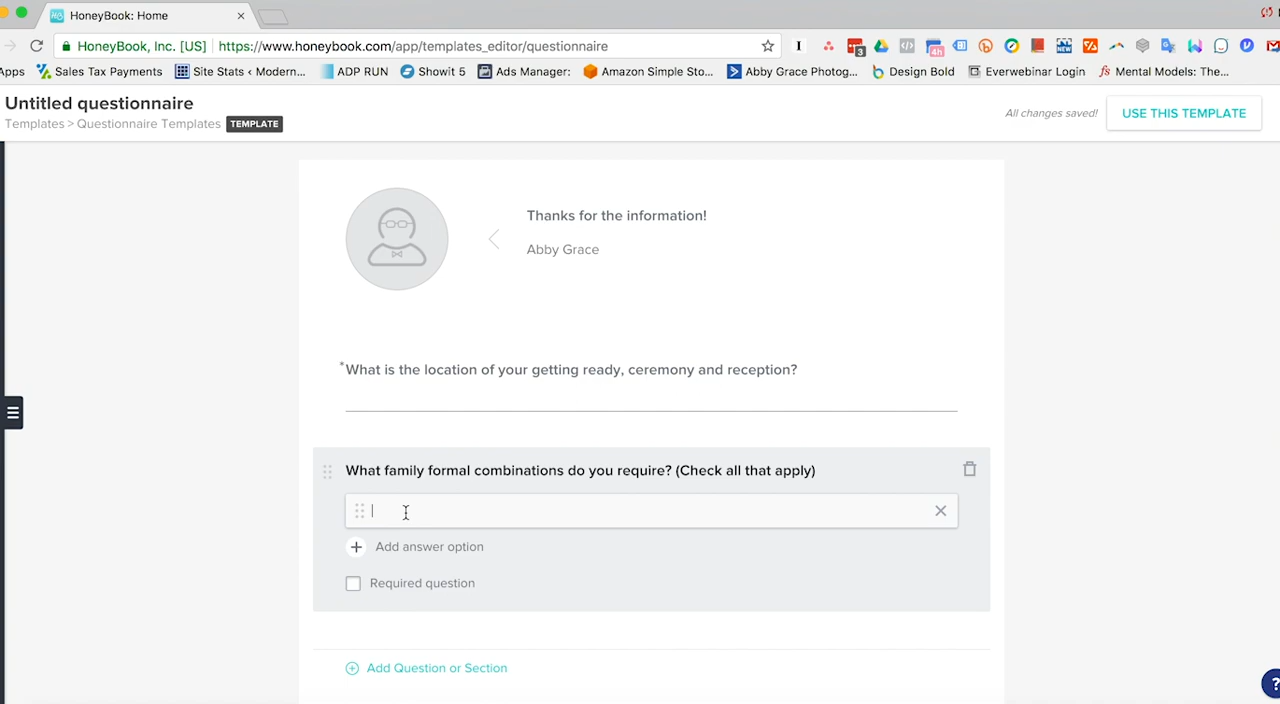 HoneyBook: Home
HoneyBook, Inc. [US] https://www.honeybook.com/app/templates_editor/questionnaire
Apps Sales Tax Payments Site Stats ‹ Modern... ADP RUN Showit 5 Ads Manager: Amazon Simple Sto... Abby Grace Photog... Design Bold Everwebinar Login Mental Models: The...
Untitled questionnaire
Templates > Questionnaire Templates TEMPLATE
All changes saved! USE THIS TEMPLATE
Thanks for the information!
Abby Grace
*What is the location of your getting ready, ceremony and reception?
What family formal combinations do you require? (Check all that apply)
Add answer option
Required question
Add Question or Section